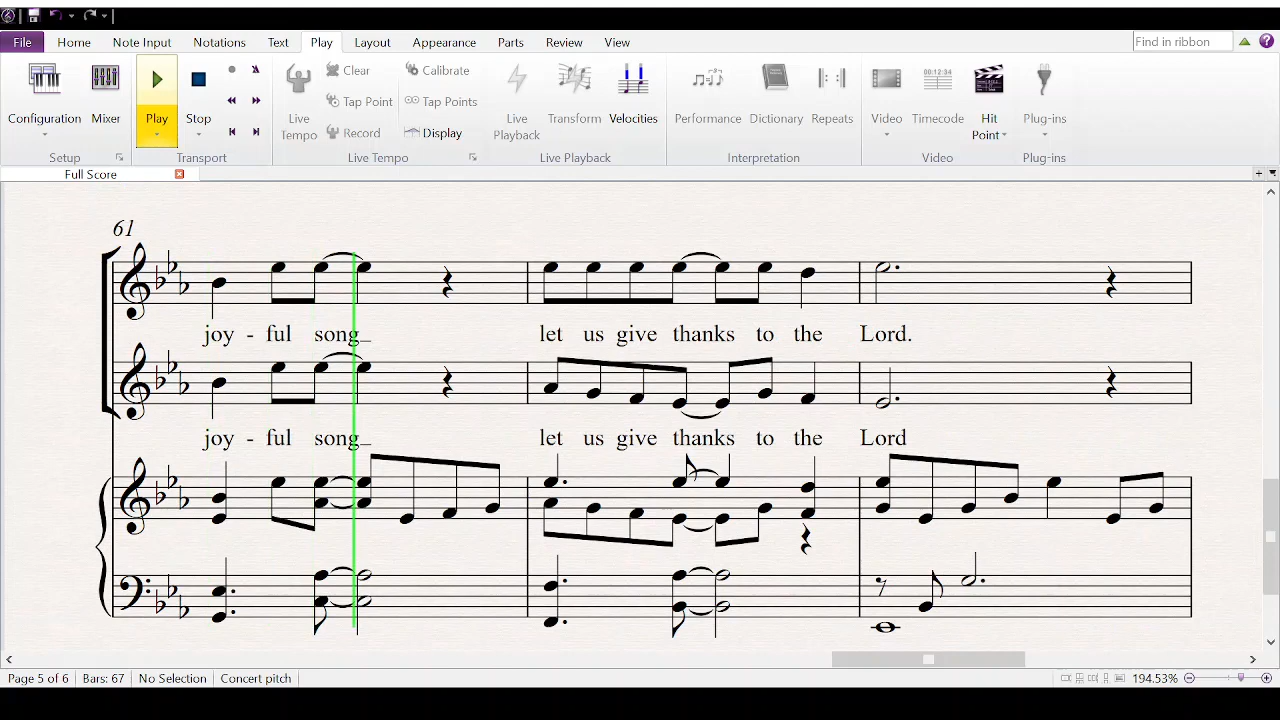 File Home Note Input Notations Text Play Layout Appearance Parts Review View Find in ribbon
Configuration Mixer Play Stop Live Tempo Clear Tap Point Record Calibrate Tap Points Display Live Playback Transform Velocities Performance Dictionary Repeats Video Timecode 00:12:34 Hit Point Plug-ins
Setup Transport Live Tempo Live Playback Interpretation Video Plug-ins
Full Score
61
joy - ful song_ let us give thanks to the Lord.
joy - ful song_ let us give thanks to the Lord
Page 5 of 6 Bars: 67 No Selection Concert pitch 194.53%